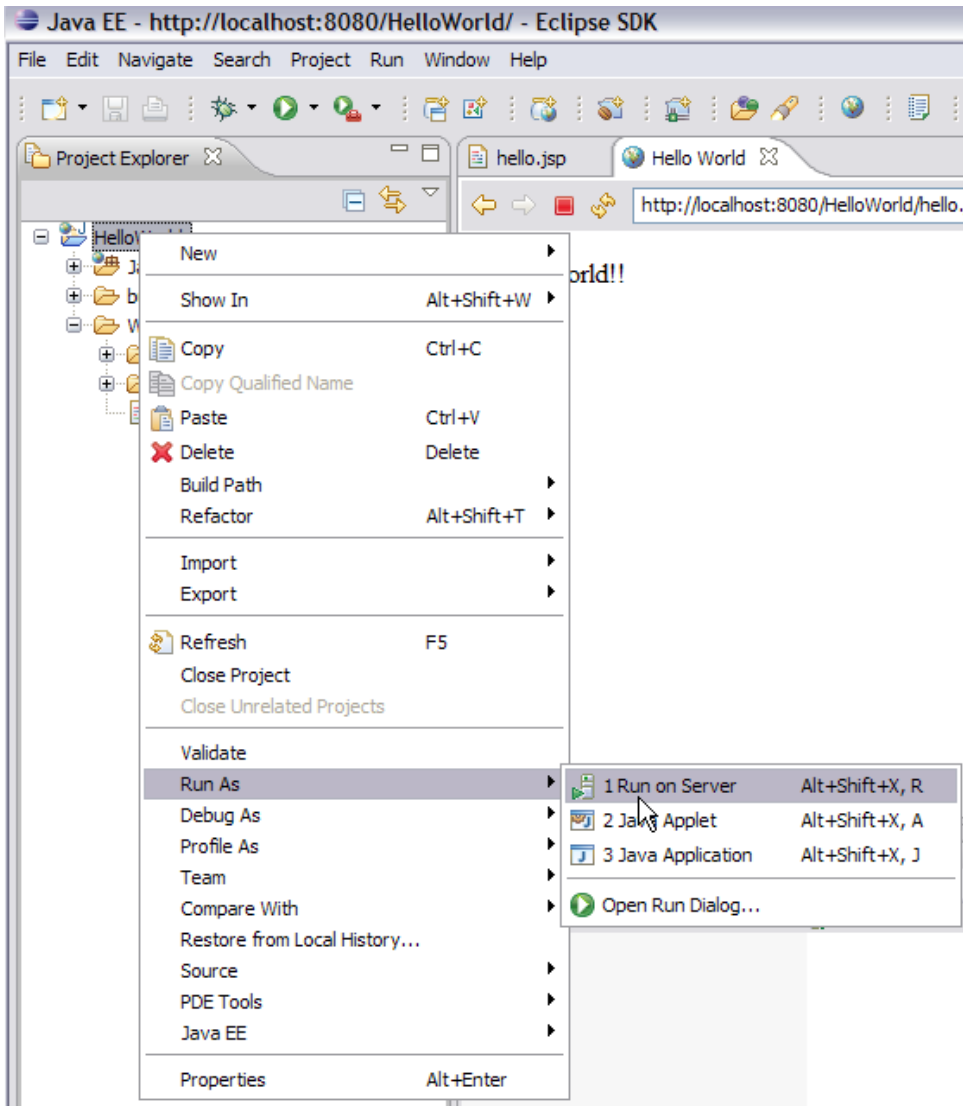 Java EE - http://localhost:8080/HelloWorld/ - Eclipse SDK
File Edit Navigate Search Project Run Window Help
Project Explorer
hello.jsp
Hello World
http://localhost:8080/HelloWorld/hello.
New
Show In Alt+Shift+W
orld!!
Copy Ctrl+C
Copy Qualified Name
Paste Ctrl+V
Delete Delete
Build Path
Refactor Alt+Shift+T
Import
Export
Refresh F5
Close Project
Close Unrelated Projects
Validate
Run As
1 Run on Server Alt+Shift+X, R
Debug As
2 Java Applet Alt+Shift+X, A
Profile As
3 Java Application Alt+Shift+X, J
Team
Compare With
Open Run Dialog...
Restore from Local History...
Source
PDE Tools
Java EE
Properties Alt+Enter